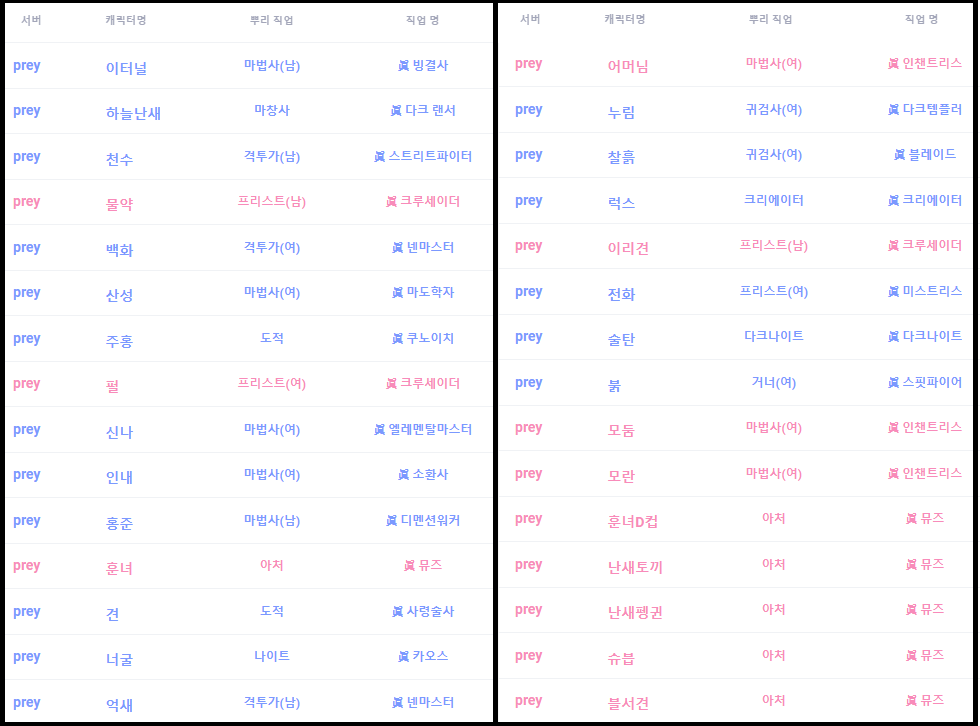 서버 캐릭터명 뿌리 직업 직업 명
prey 이터널 마법사(남) 眞 빙결사
prey 하늘난새 마창사 眞 다크 랜서
prey 천수 격투가(남) 眞 스트리트파이터
prey 물약 프리스트(남) 眞 크루세이더
prey 백화 격투가(여) 眞 넨마스터
prey 산성 마법사(여) 眞 마도학자
prey 주홍 도적 眞 쿠노이치
prey 펄 프리스트(여) 眞 크루세이더
prey 신나 마법사(여) 眞 엘레멘탈마스터
prey 인내 마법사(여) 眞 소환사
prey 홍준 마법사(남) 眞 디멘션워커
prey 훈녀 아처 眞 뮤즈
prey 견 도적 眞 사령술사
prey 너굴 나이트 眞 카오스
prey 억새 격투가(여) 眞 넨마스터
서버 캐릭터명 뿌리 직업 직업 명
prey 어머님 마법사(여) 眞 인챈트리스
prey 누림 귀검사(여) 眞 다크템플러
prey 찰흙 귀검사(여) 眞 블레이드
prey 럭스 크리에이터 眞 크리에이터
prey 이리견 프리스트(남) 眞 크루세이더
prey 전화 프리스트(여) 眞 미스트리스
prey 술탄 다크나이트 眞 다크나이트
prey 붉 거너(여) 眞 스핏파이어
prey 모둠 마법사(여) 眞 인챈트리스
prey 모란 마법사(여) 眞 인챈트리스
prey 훈녀D컵 아처 眞 뮤즈
prey 난새토끼 아처 眞 뮤즈
prey 난새펭귄 아처 眞 뮤즈
prey 슈븝 아처 眞 뮤즈
prey 블서견 아처 眞 뮤즈